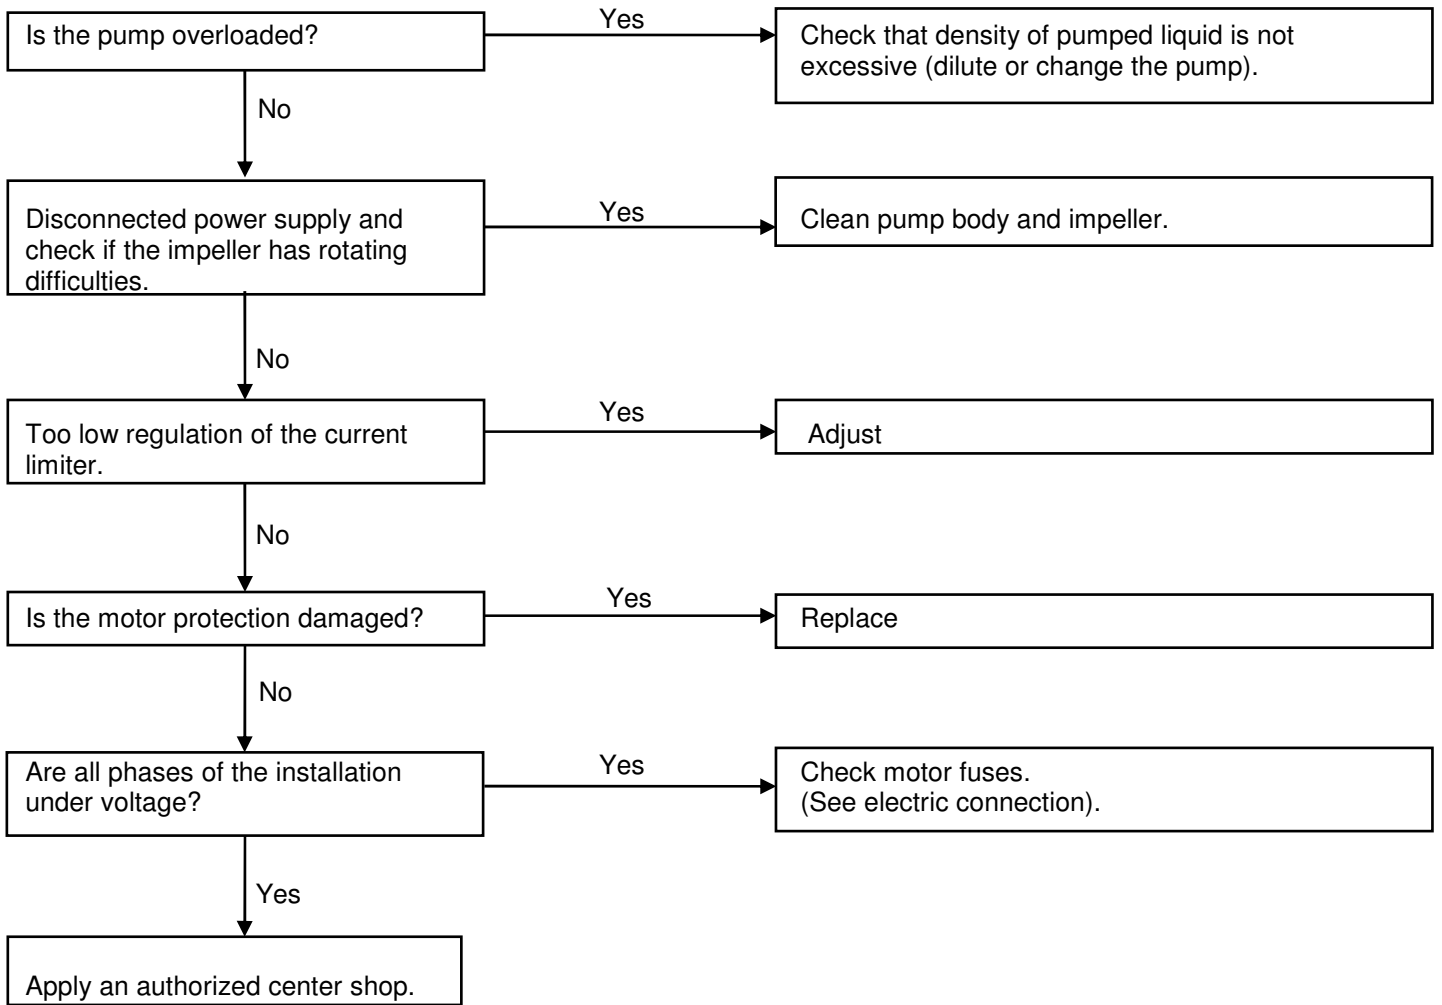 Is the pump overloaded?
Yes
Check that density of pumped liquid is not
excessive (dilute or change the pump).
No
Disconnected power supply and
check if the impeller has rotating
difficulties.
Yes
Clean pump body and impeller.
No
Too low regulation of the current
limiter.
Yes
Adjust
No
Is the motor protection damaged?
Yes
Replace
No
Are all phases of the installation
under voltage?
Yes
Check motor fuses.
(See electric connection).
Yes
Apply an authorized center shop.